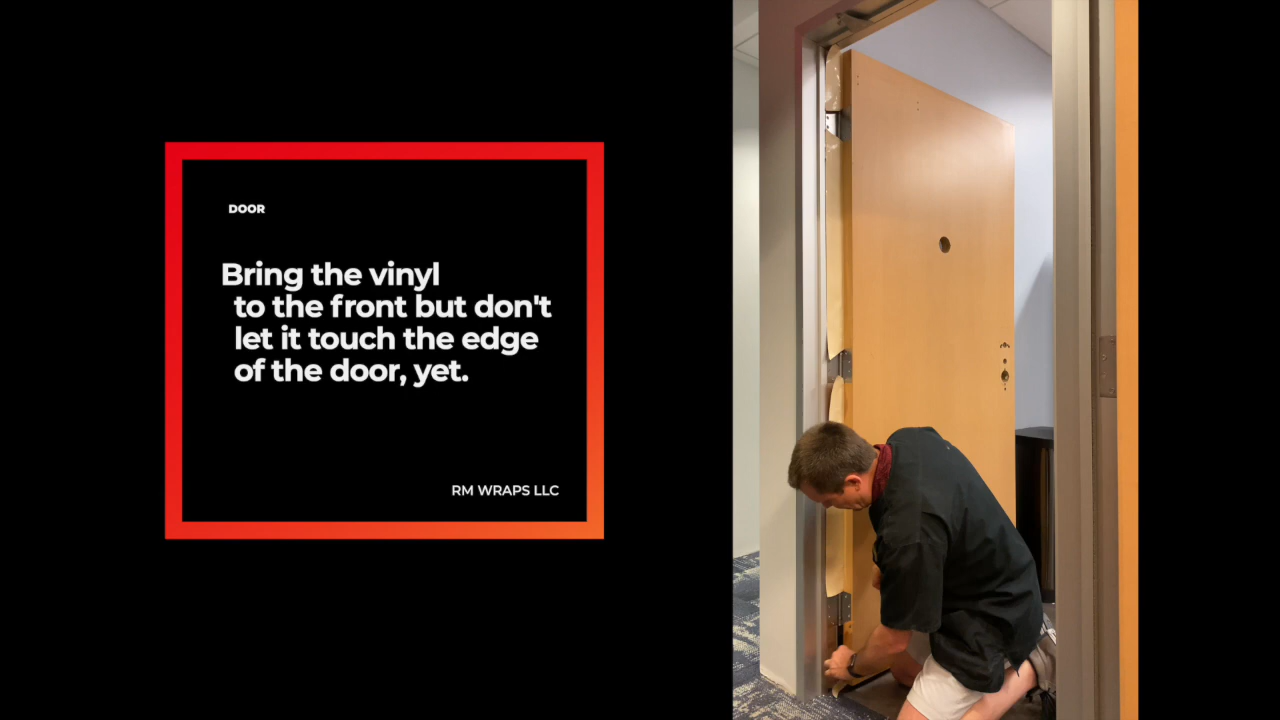 DOOR
Bring the vinyl
to the front but don't
let it touch the edge
of the door, yet.
RM WRAPS LLC